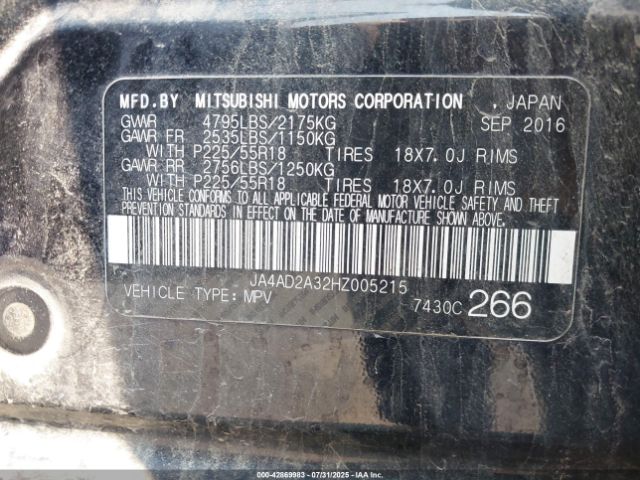 MFD.BY MITSUBISHI MOTORS CORPORATION , JAPAN
GVWR 4795LBS/2175KG SEP 2016
GAWR FR 2535LBS/1150KG
WITH P225/55R18 TIRES 18X7.0J RIMS
GAWR RR 2756LBS/1250KG
WITH P225/55R18 TIRES 18X7.0J RIMS
THIS VEHICLE CONFORMS TO ALL APPLICABLE FEDERAL MOTOR VEHICLE SAFETY AND THEFT
PREVENTION STANDARDS IN EFFECT ON THE DATE OF MANUFACTURE SHOWN ABOVE.
JA4AD2A32HZ005215
VEHICLE TYPE: MPV 7430C 266
IAA-42869983 | 07/31/2025 | IAA, Inc.